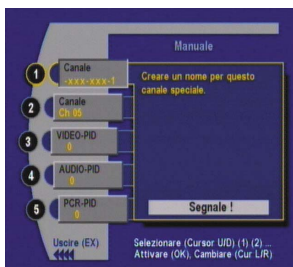 Manuale
1
Canale
-xxx-xxx-1
Creare un nome per questo
canale speciale.
2
Canale
Ch 05
3
VIDEO-PID
0
4
AUDIO-PID
0
5
PCR-PID
0
Segnale !
Uscire (EX)
Selezionare (Cursor U/D) (1) (2) ...
Attivare (OK), Cambiare (Cur L/R)